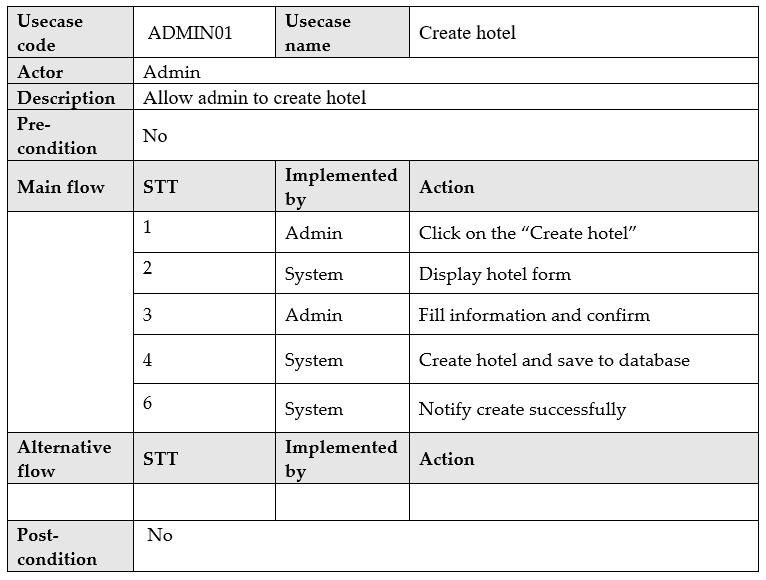 Usecase code ADMIN01 Usecase name Create hotel
Actor Admin
Description Allow admin to create hotel
Pre-condition No
Main flow STT Implemented by Action
1 Admin Click on the “Create hotel”
2 System Display hotel form
3 Admin Fill information and confirm
4 System Create hotel and save to database
6 System Notify create successfully
Alternative flow STT Implemented by Action
Post-condition No